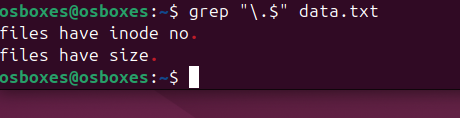 osboxes@osboxes:~$ grep "\.$" data.txt
files have inode no.
files have size.
osboxes@osboxes:~$